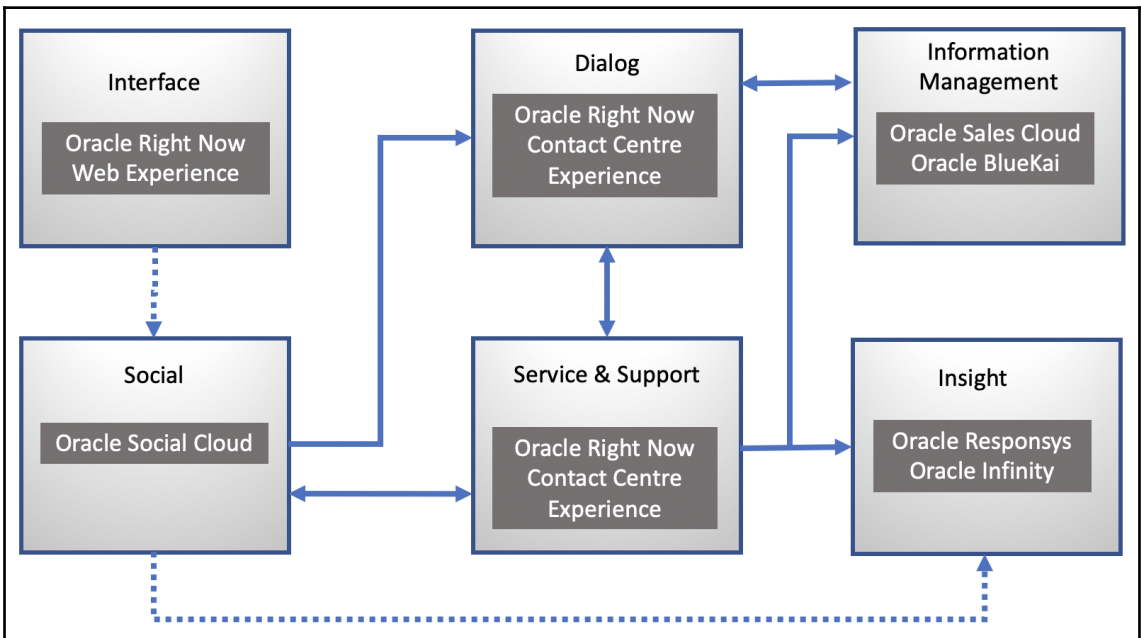 Interface
Oracle Right Now
Web Experience
Dialog
Oracle Right Now
Contact Centre
Experience
Information
Management
Oracle Sales Cloud
Oracle BlueKai
Social
Oracle Social Cloud
Service & Support
Oracle Right Now
Contact Centre
Experience
Insight
Oracle Responsys
Oracle Infinity